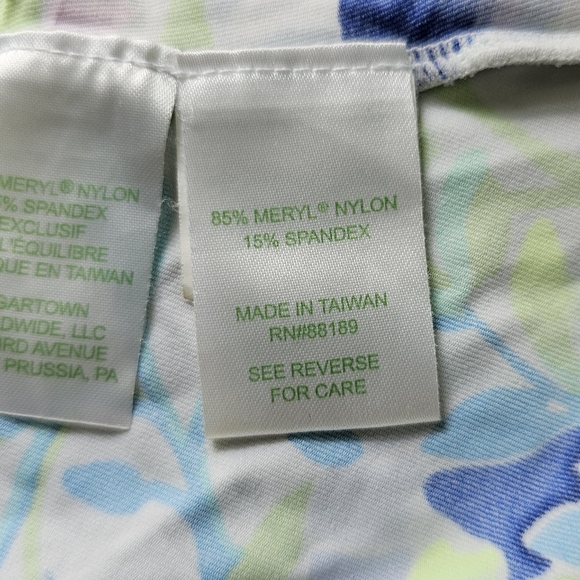 MERYL® NYLON
% SPANDEX
EXCLUSIF
L'ÉQUILIBRE
QUE EN TAIWAN
GARTOWN
DWIDE, LLC
IRD AVENUE
PRUSSIA, PA
85% MERYL® NYLON
15% SPANDEX
MADE IN TAIWAN
RN#88189
SEE REVERSE
FOR CARE